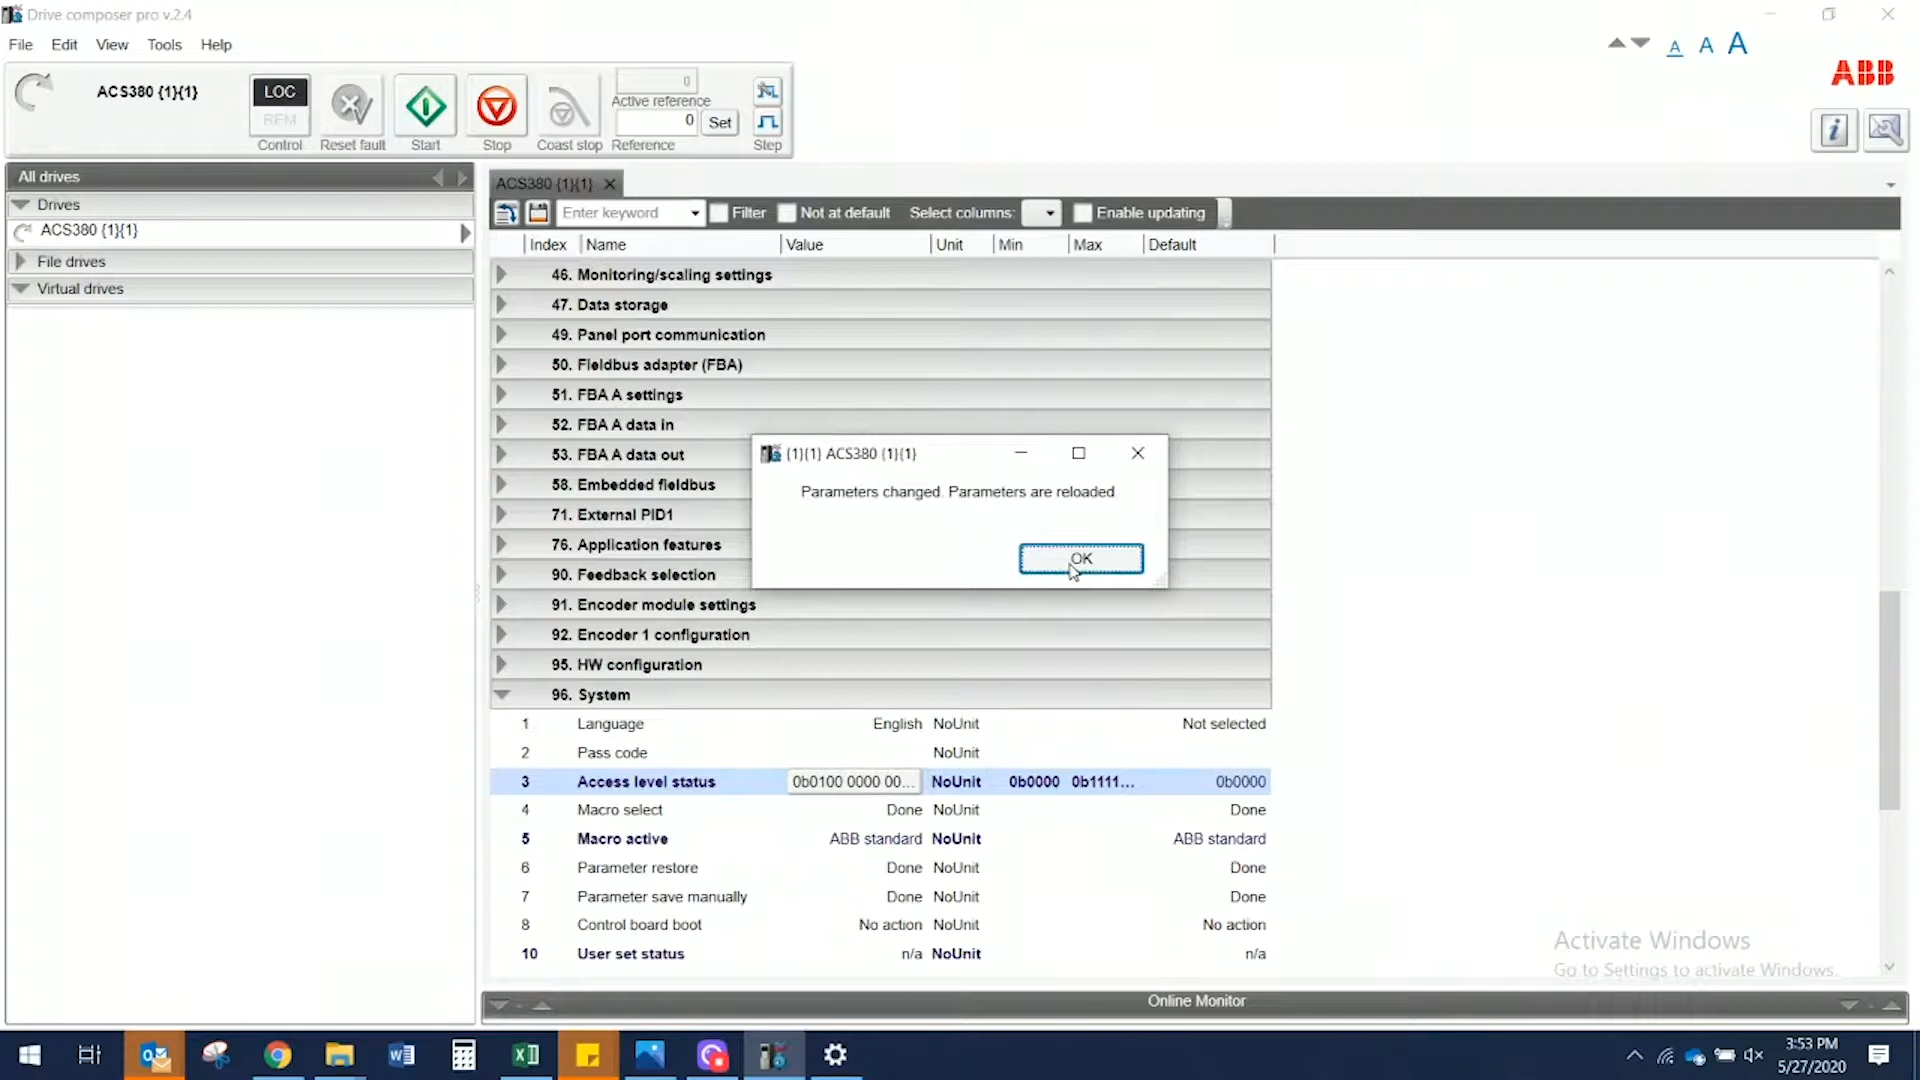 Drive composer pro v.2.4
File Edit View Tools Help
A A A
ABB
ACS380 {1}{1}
LOC
REM
Control
Reset fault
Start
Stop
Coast stop
0
Active reference
0
Set
Reference
Step
All drives
Drives
ACS380 {1}{1}
File drives
Virtual drives
ACS380 {1}{1}
Enter keyword Filter Not at default Select columns: Enable updating
Index Name Value Unit Min Max Default
46. Monitoring/scaling settings
47. Data storage
49. Panel port communication
50. Fieldbus adapter (FBA)
51. FBA A settings
52. FBA A data in
53. FBA A data out
58. Embedded fieldbus
71. External PID1
76. Application features
90. Feedback selection
91. Encoder module settings
92. Encoder 1 configuration
95. HW configuration
96. System
1 Language English NoUnit Not selected
2 Pass code NoUnit
3 Access level status 0b0100 0000 00... NoUnit 0b0000 0b1111... 0b0000
4 Macro select Done NoUnit Done
5 Macro active ABB standard NoUnit ABB standard
6 Parameter restore Done NoUnit Done
7 Parameter save manually Done NoUnit Done
8 Control board boot No action NoUnit No action
10 User set status n/a NoUnit n/a
{1}{1} ACS380 {1}{1}
Parameters changed. Parameters are reloaded
OK
Activate Windows
Go to Settings to activate Windows.
Online Monitor
3:53 PM
5/27/2020